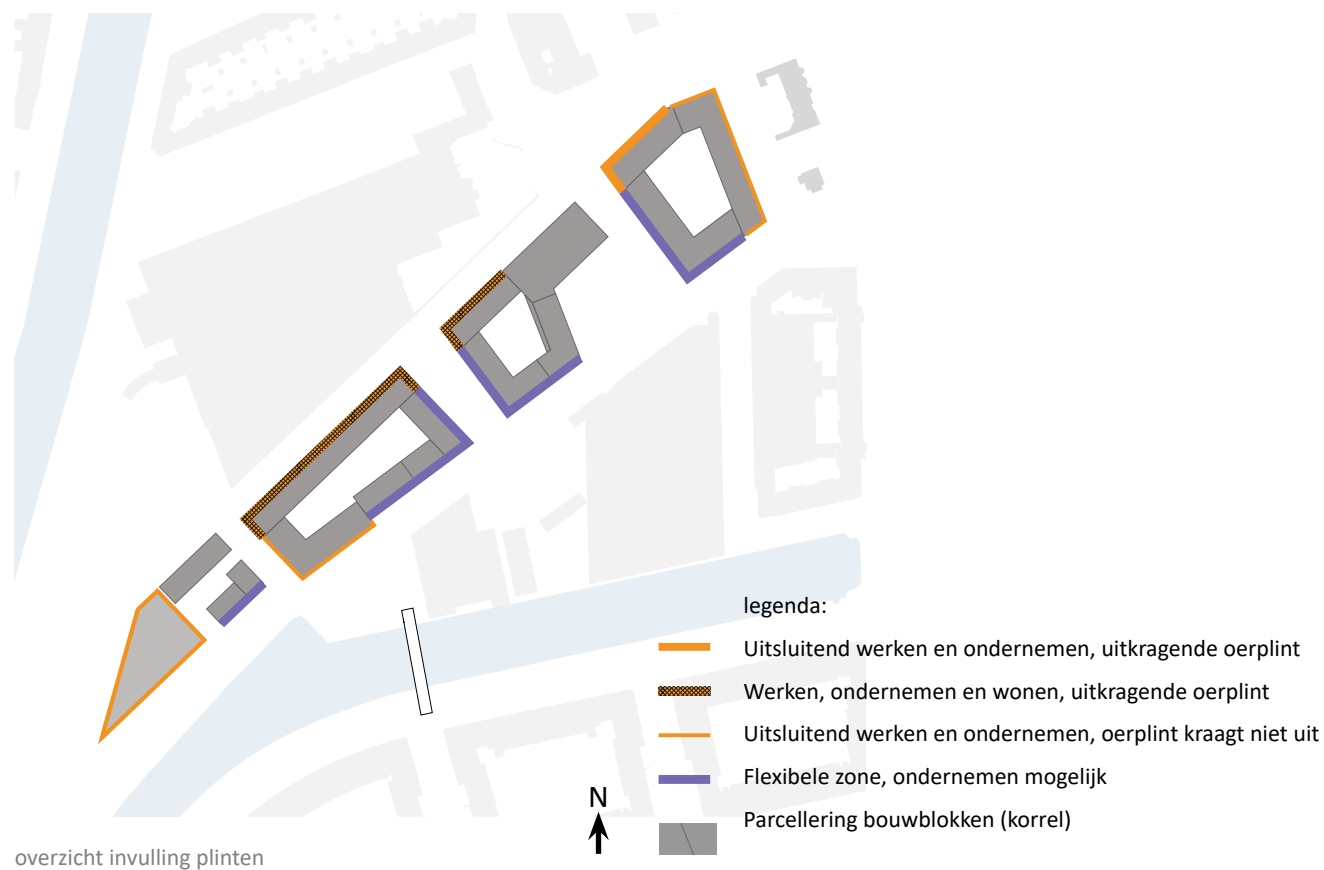 legenda:
Uitsluitend werken en ondernemen, uitkragende oerplint
Werken, ondernemen en wonen, uitkragende oerplint
Uitsluitend werken en ondernemen, oerplint kraagt niet uit
Flexibele zone, ondernemen mogelijk
N
Parcellering bouwblokken (korrel)
overzicht invulling plinten